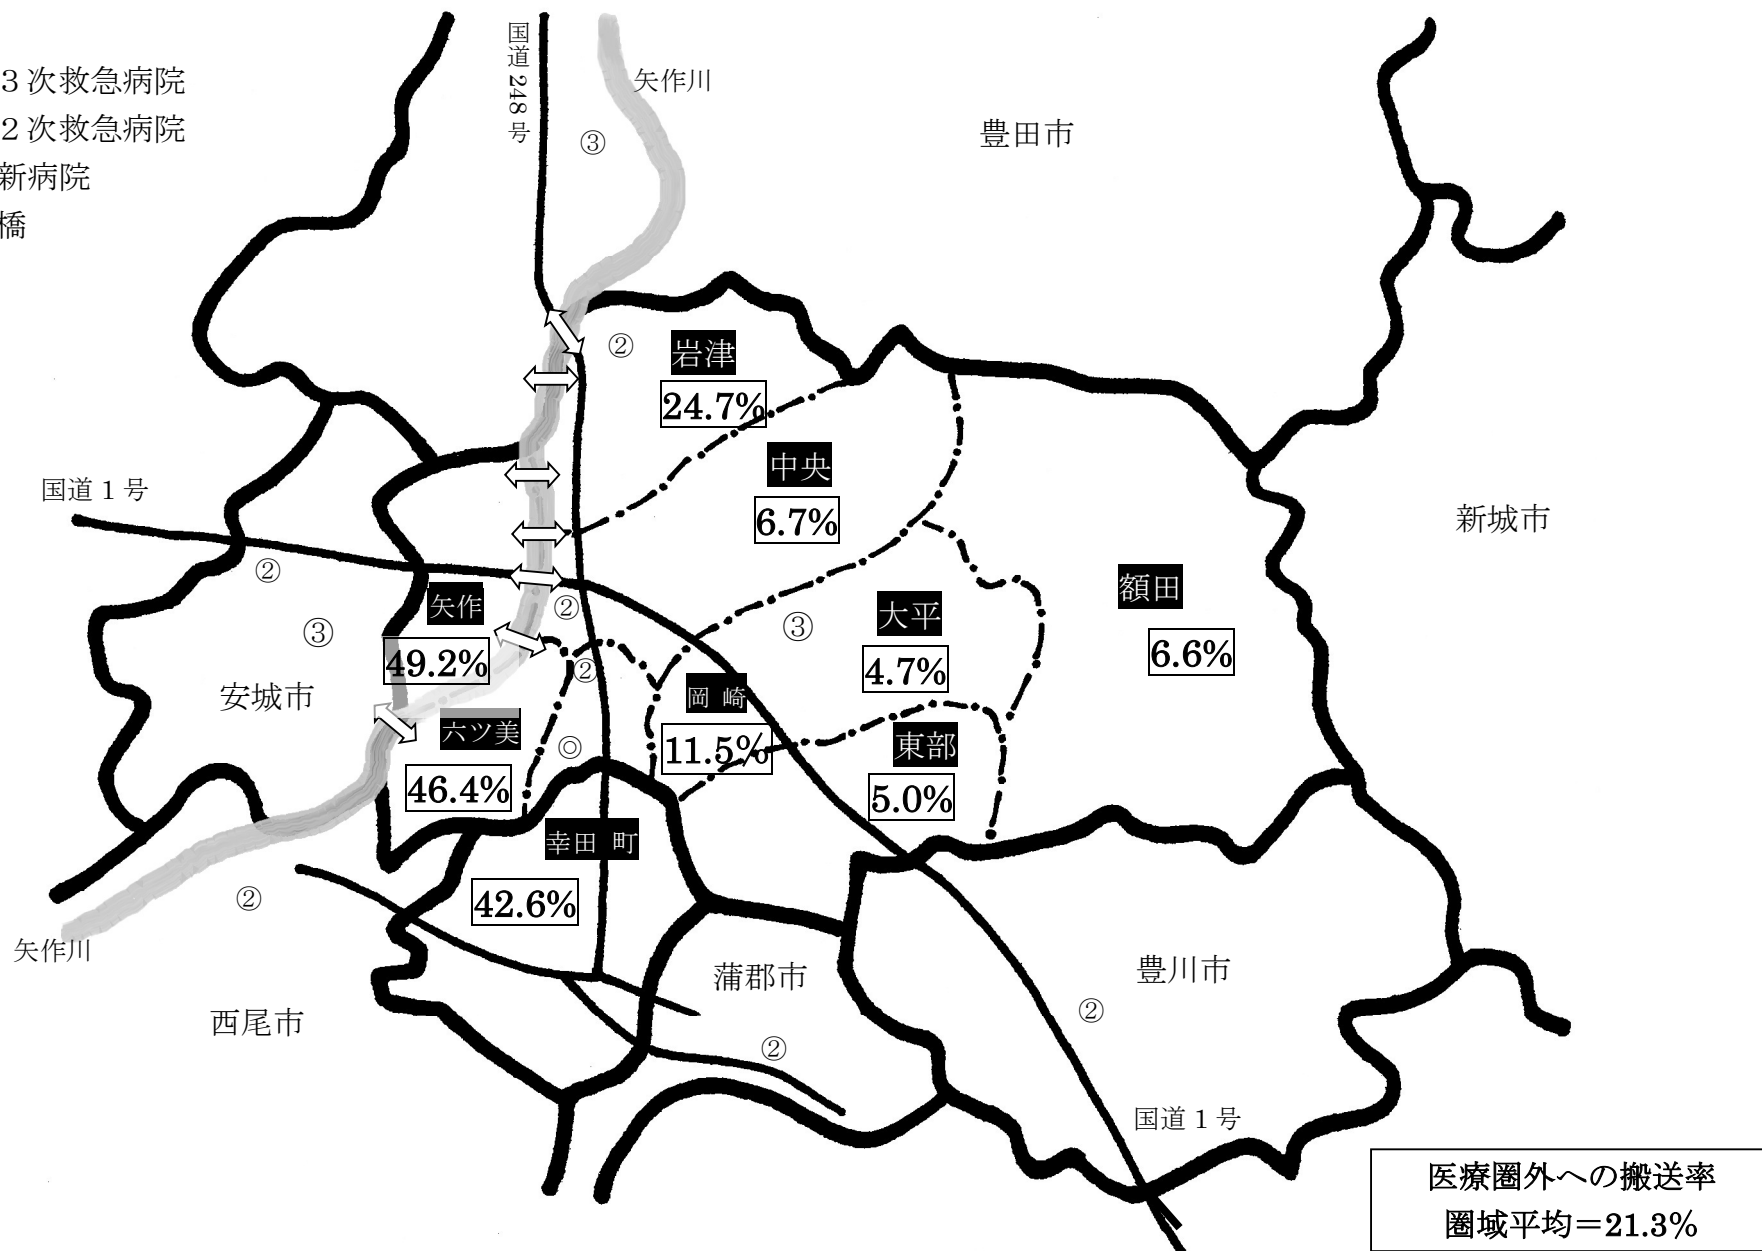 国道 248 号
矢作川
３次救急病院
２次救急病院
新病院
橋
③
豊田市
②
岩津
24.7%
中央
6.7%
国道 1 号
新城市
②
矢作
②
③
49.2%
③
大平
4.7%
額田
6.6%
安城市
②
岡 崎
11.5%
六ツ美
46.4%
◎
東部
5.0%
幸田 町
42.6%
②
矢作川
西尾市
蒲郡市
②
豊川市
②
国道 1 号
医療圏外への搬送率
圏域平均＝21.3%